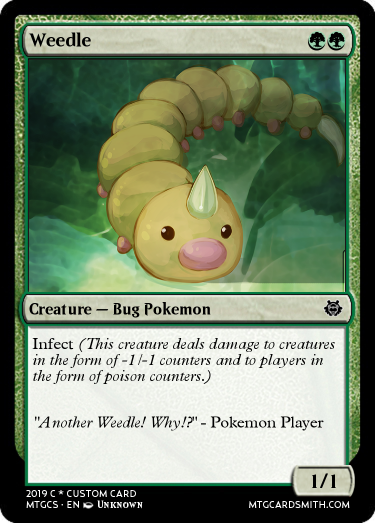 Weedle
Creature — Bug Pokemon
Infect (This creature deals damage to creatures
in the form of -1/-1 counters and to players
in the form of poison counters.)
"Another Weedle! Why!?" - Pokemon Player
1/1
2019 C * CUSTOM CARD
MTGCS · EN Unknown
MTGCARDSMITH.COM